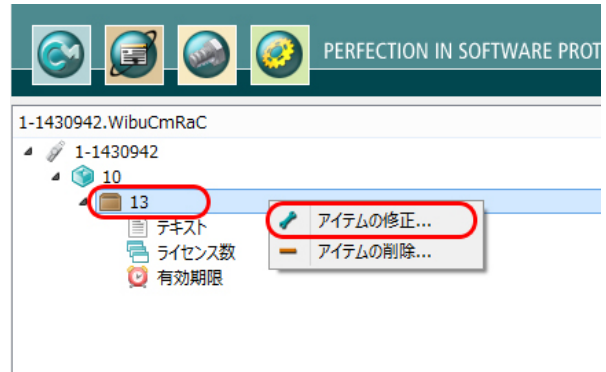 PERFECTION IN SOFTWARE PROT
1-1430942.WibuCmRaC
1-1430942
10
13
アイテムの修正...
テキスト
ライセンス数
アイテムの削除...
有効期限